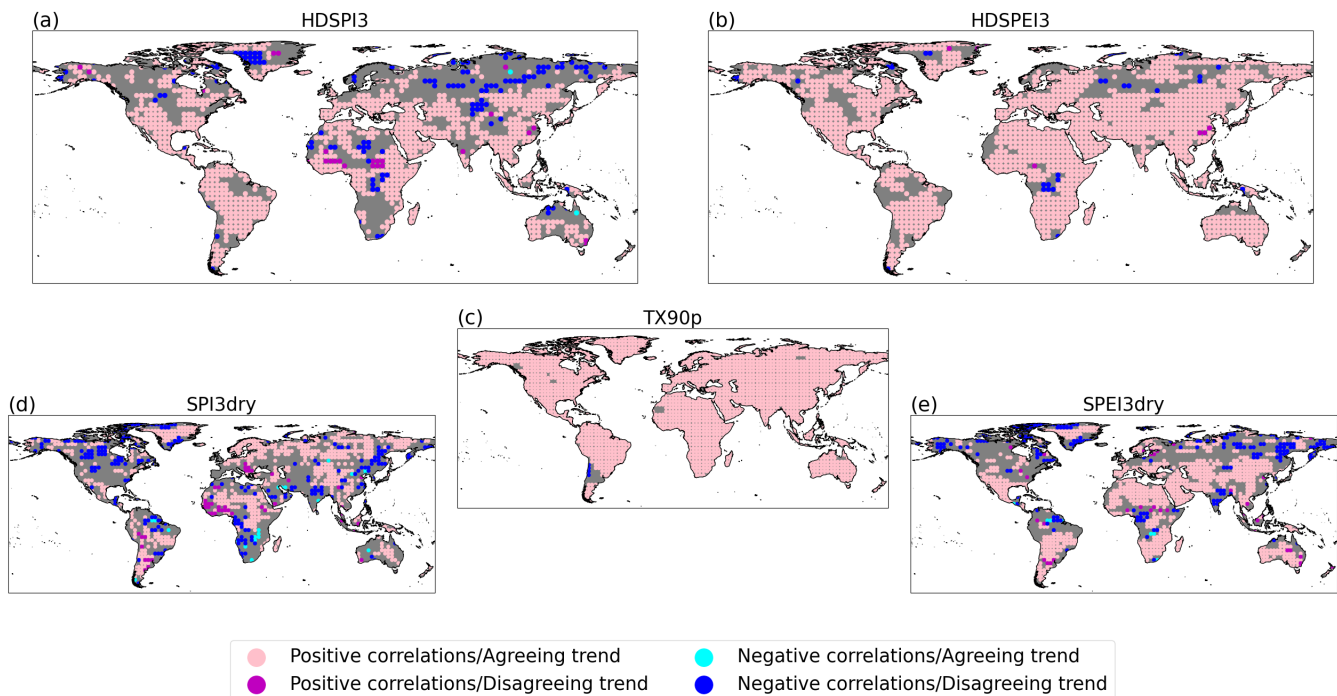 (a) HDSPI3
(b) HDSPEI3
(c) TX90p
(d) SPI3dry
(e) SPEI3dry
Positive correlations/Agreeing trend
Negative correlations/Agreeing trend
Positive correlations/Disagreeing trend
Negative correlations/Disagreeing trend